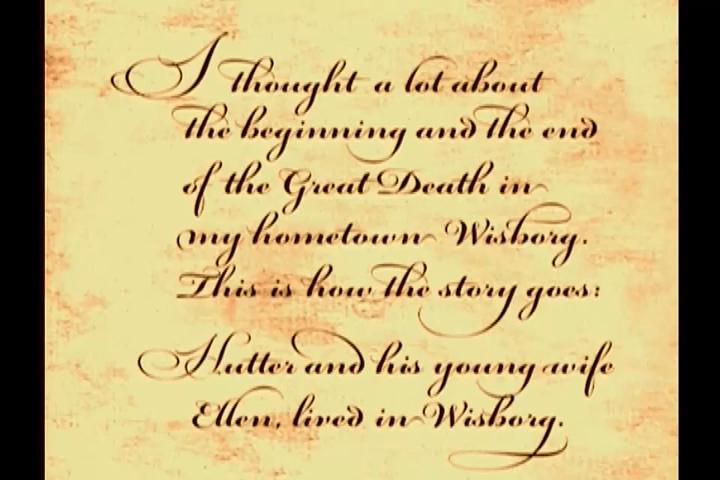 I thought a lot about
the beginning and the end
of the Great Death in
my hometown Wisborg.
This is how the story goes:
Hutter and his young wife
Ellen, lived in Wisborg.